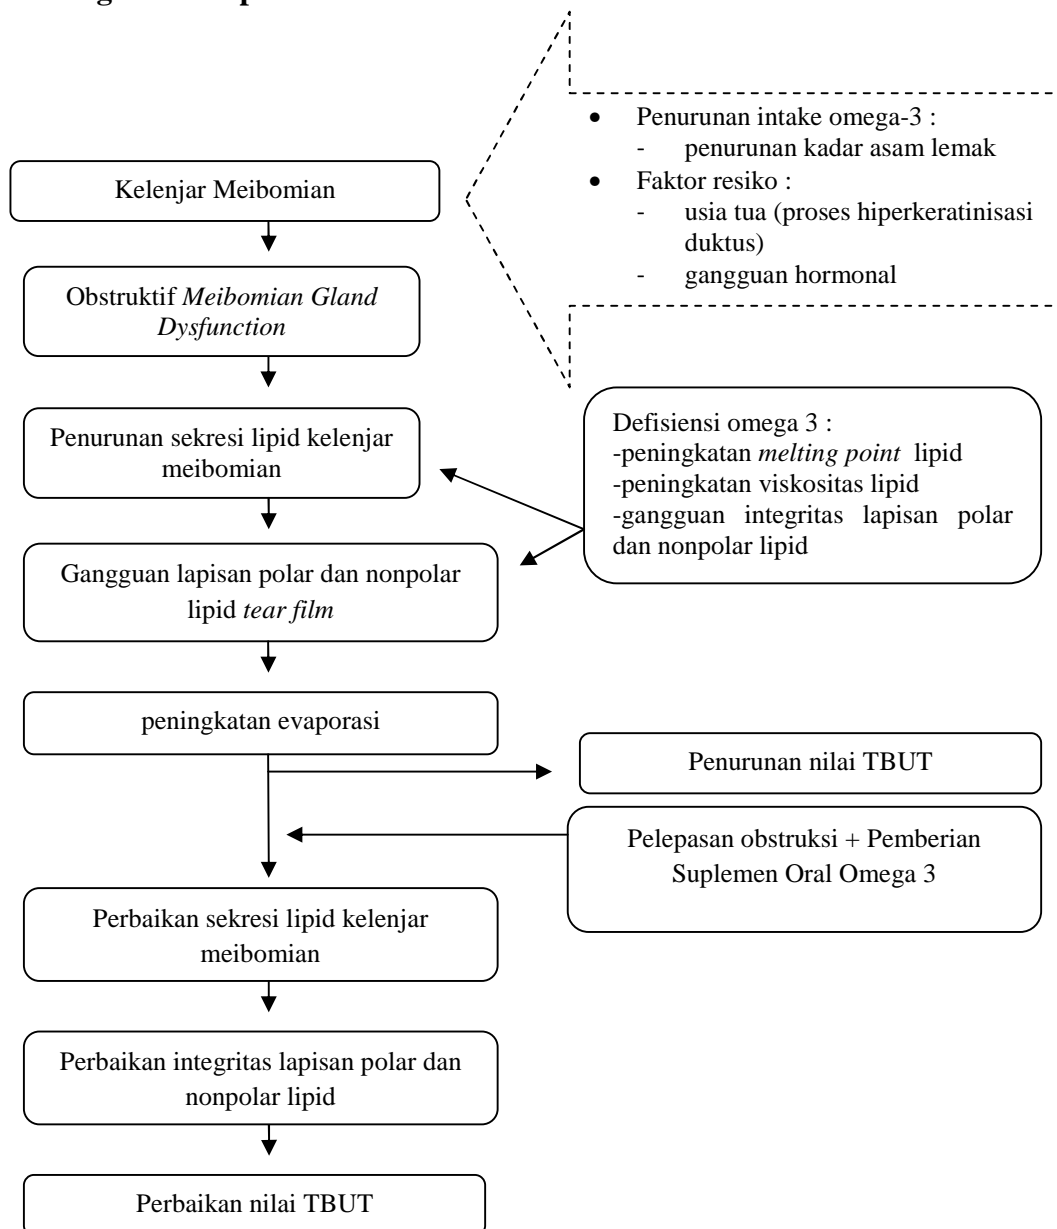 • Penurunan intake omega-3 :
- penurunan kadar asam lemak
• Faktor resiko :
- usia tua (proses hiperkeratinisasi
duktus)
- gangguan hormonal
Kelenjar Meibomian
Obstruktif Meibomian Gland
Dysfunction
Penurunan sekresi lipid kelenjar
meibomian
Defisiensi omega 3 :
-peningkatan melting point lipid
-peningkatan viskositas lipid
-gangguan integritas lapisan polar
dan nonpolar lipid
Gangguan lapisan polar dan nonpolar
lipid tear film
peningkatan evaporasi
Penurunan nilai TBUT
Pelepasan obstruksi + Pemberian
Suplemen Oral Omega 3
Perbaikan sekresi lipid kelenjar
meibomian
Perbaikan integritas lapisan polar dan
nonpolar lipid
Perbaikan nilai TBUT